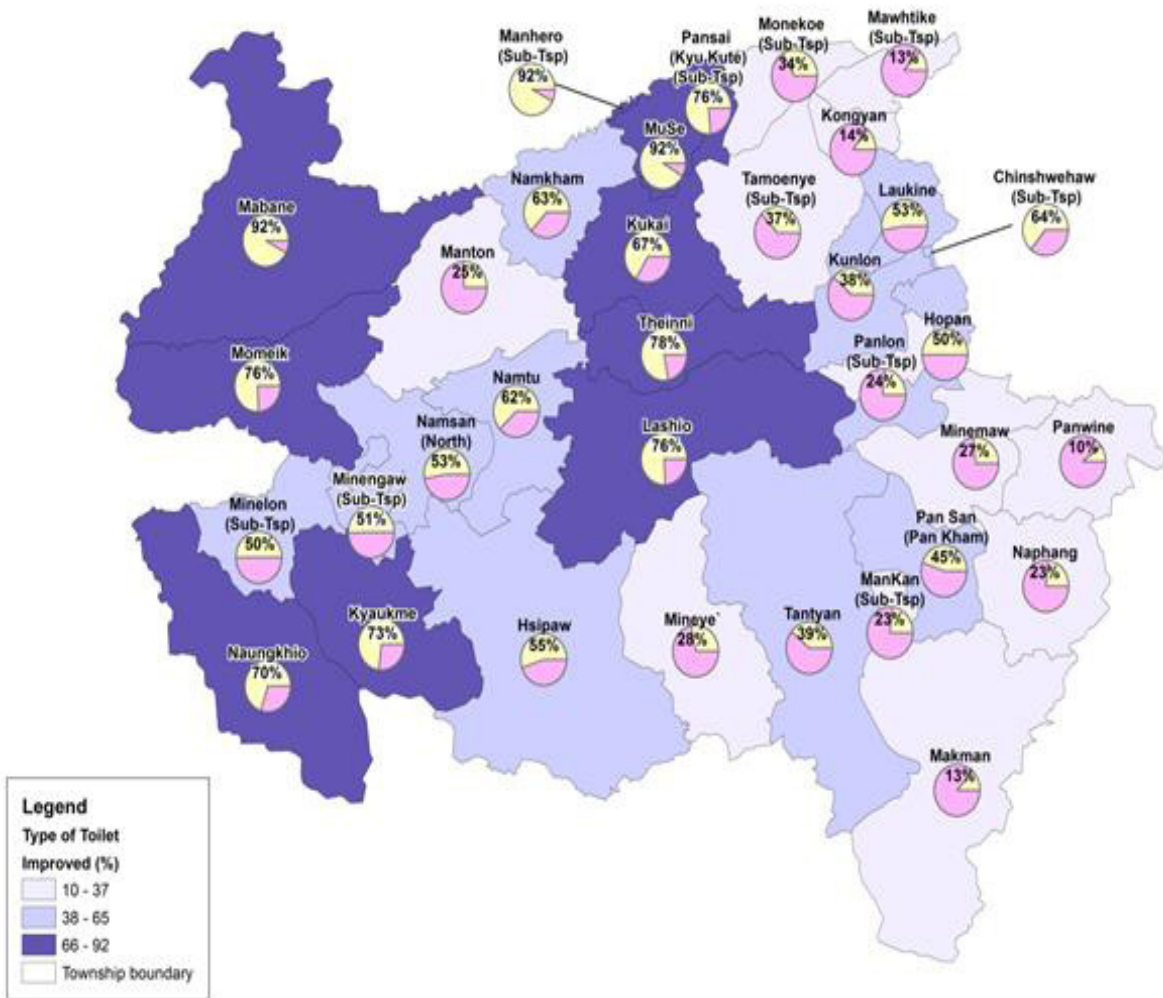 Manhero
(Sub-Tsp)
92%
Pansai
(Kyu Kute)
(Sub-Tsp)
76%
Monekoe
(Sub-Tsp)
34%
Mawhtike
(Sub-Tsp)
13%
Kongyan
14%
MuSe
92%
Namkham
63%
Tamoenye
(Sub-Tsp)
37%
Laukine
53%
Chinshwehaw
(Sub-Tsp)
64%
Mabane
92%
Manton
25%
Kukai
67%
Kunlon
38%
Theinni
78%
Hopan
50%
Momeik
76%
Namtu
62%
Panlon
(Sub-Tsp)
24%
Namsan
(North)
53%
Lashio
76%
Minemaw
27%
Panwine
10%
Minelon
(Sub-Tsp)
50%
Minengaw
(Sub-Tsp)
51%
Pan San
(Pan Kham)
45%
Naphang
23%
ManKan
(Sub-Tsp)
23%
Kyaukme
73%
Naungkhio
70%
Hsipaw
55%
Mineye`
28%
Tantyan
39%
Makman
13%
Legend
Type of Toilet
Improved (%)
10 - 37
38 - 65
66 - 92
Township boundary